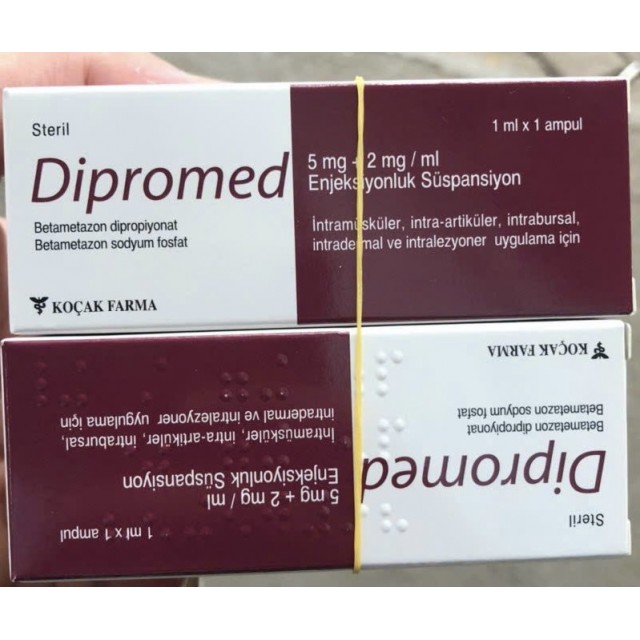 Steril
Dipromed
Betametazon dipropiyonat
Betametazon sodyum fosfat
KOÇAK FARMA
1 ml x 1 ampul
5 mg + 2 mg / ml
Enjeksiyonluk Süspansiyon
İntramüsküler, intra-artiküler, intrabursal,
intradermal ve intralezyoner uygulama için
Steril
Dipromed
Betametazon dipropiyonat
Betametazon sodyum fosfat
KOÇAK FARMA
1 ml x 1 ampul
5 mg + 2 mg / ml
Enjeksiyonluk Süspansiyon
İntramüsküler, intra-artiküler, intrabursal,
intradermal ve intralezyoner uygulama için